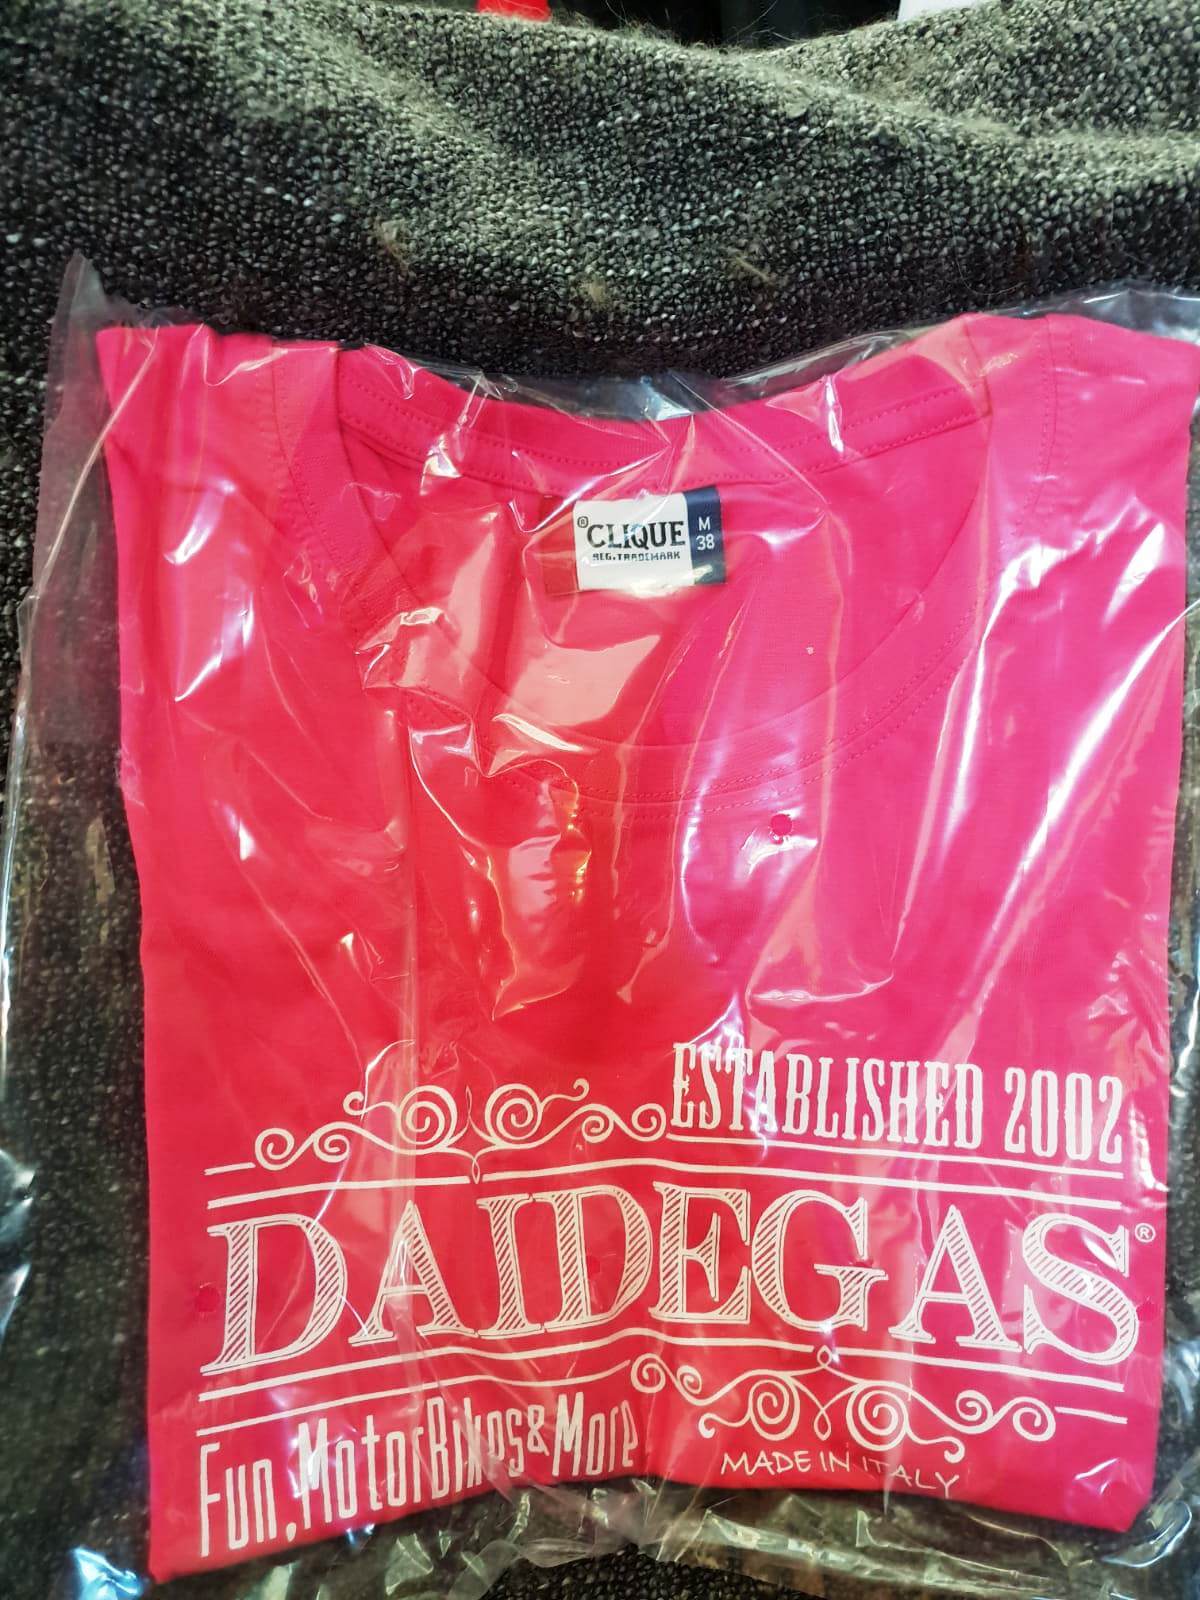 ®CLIQUE M
REG.TRADEMARK 38
ESTABLISHED 2002
DAIDEGAS®
Fun, MotorBikes&More
MADE IN ITALY